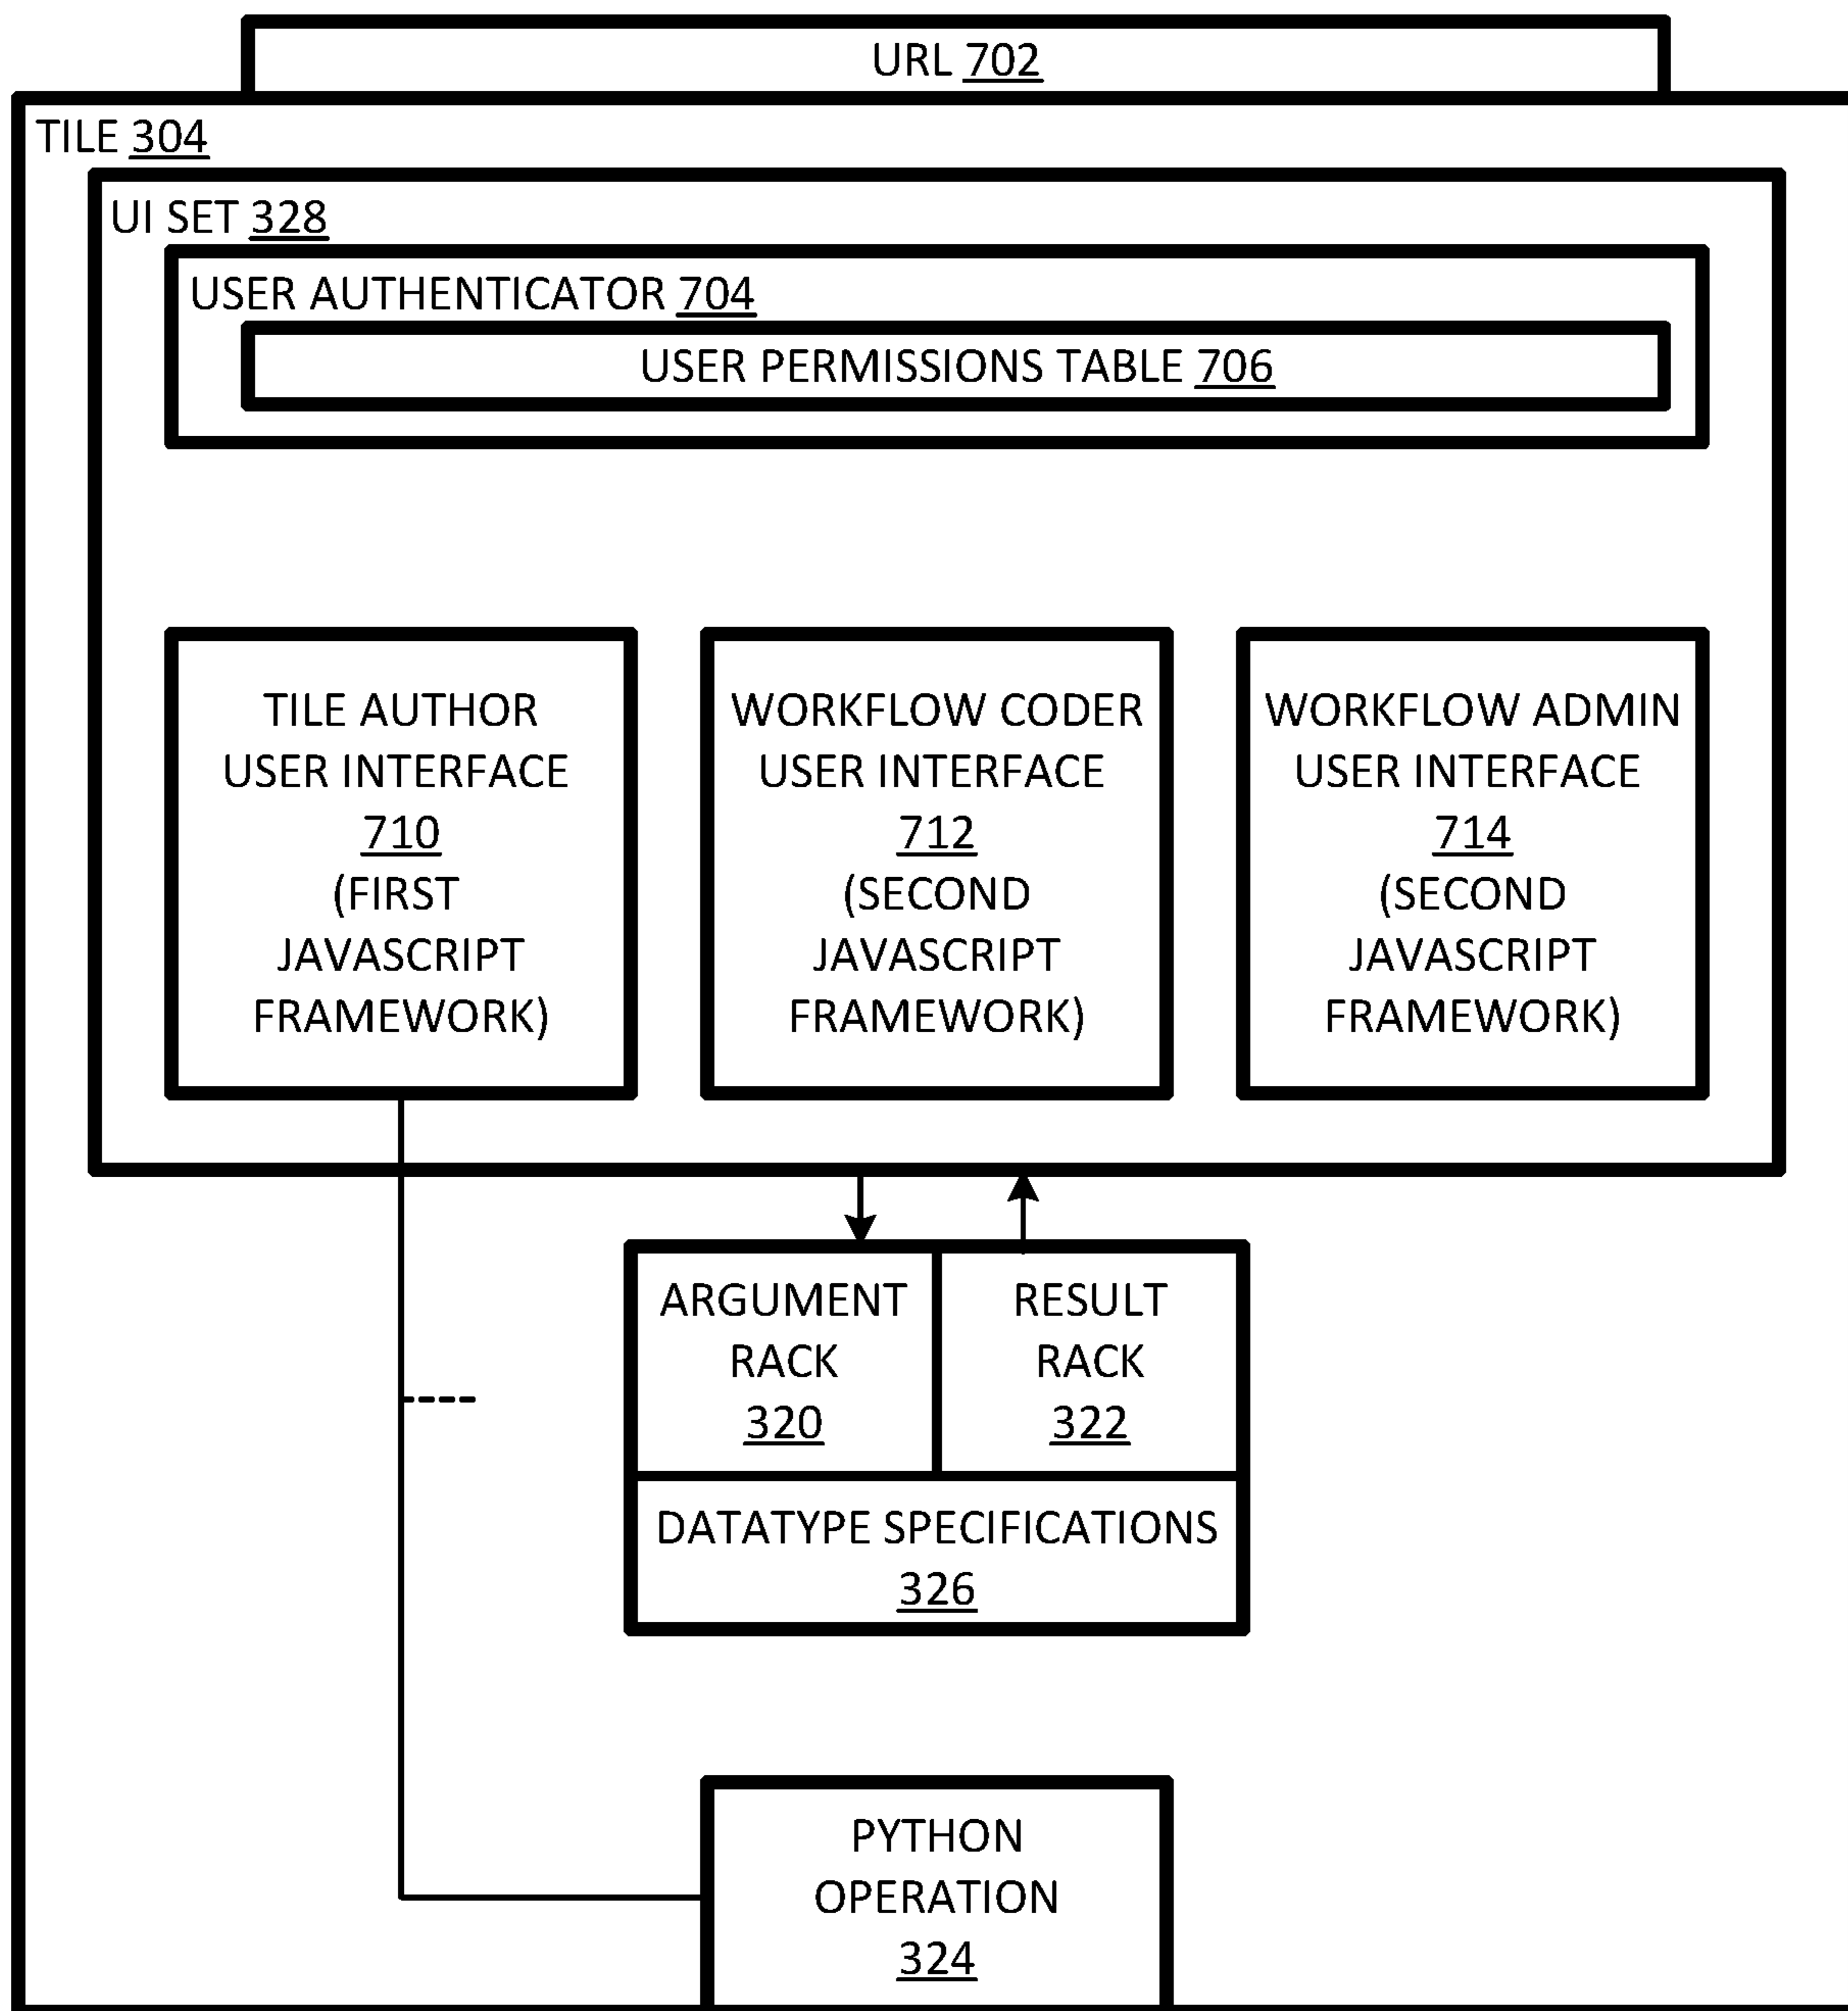 URL 702
TILE 304
UI SET 328
USER AUTHENTICATOR 704
USER PERMISSIONS TABLE 706
TILE AUTHOR
USER INTERFACE
710
(FIRST
JAVASCRIPT
FRAMEWORK)
WORKFLOW CODER
USER INTERFACE
712
(SECOND
JAVASCRIPT
FRAMEWORK)
WORKFLOW ADMIN
USER INTERFACE
714
(SECOND
JAVASCRIPT
FRAMEWORK)
ARGUMENT
RACK
320
RESULT
RACK
322
DATATYPE SPECIFICATIONS
326
PYTHON
OPERATION
324